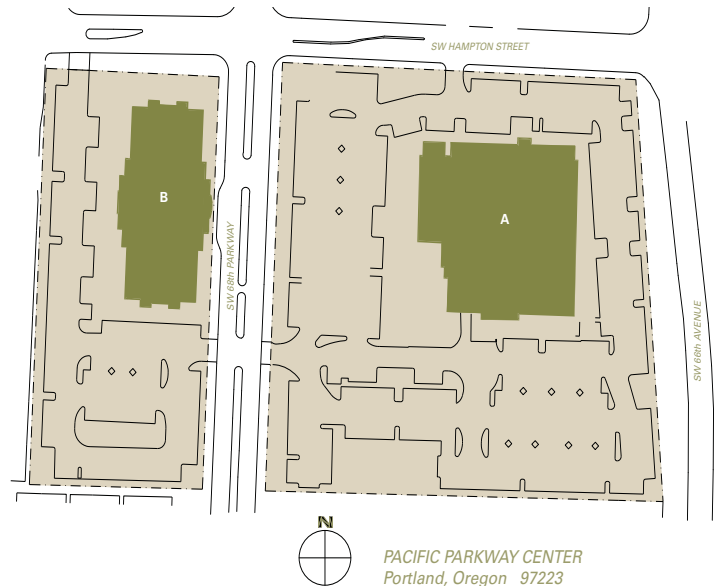 SW HAMPTON STREET
B
A
SW 68th PARKWAY
SW 66th AVENUE
N
PACIFIC PARKWAY CENTER
Portland, Oregon 97223